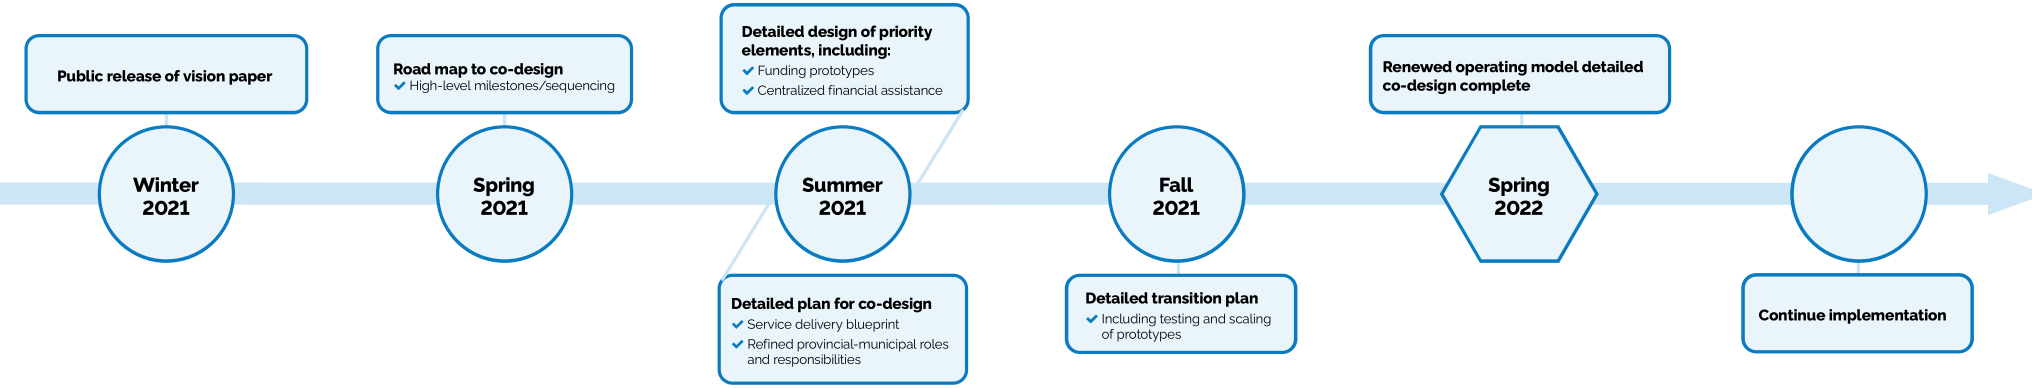 Public release of vision paper
Winter
2021
Road map to co-design
High-level milestones/sequencing
Spring
2021
Detailed design of priority
elements, including:
Funding prototypes
Centralized financial assistance
Summer
2021
Detailed plan for co-design
Service delivery blueprint
Refined provincial-municipal roles
and responsibilities
Fall
2021
Detailed transition plan
Including testing and scaling
of prototypes
Renewed operating model detailed
co-design complete
Spring
2022
Continue implementation